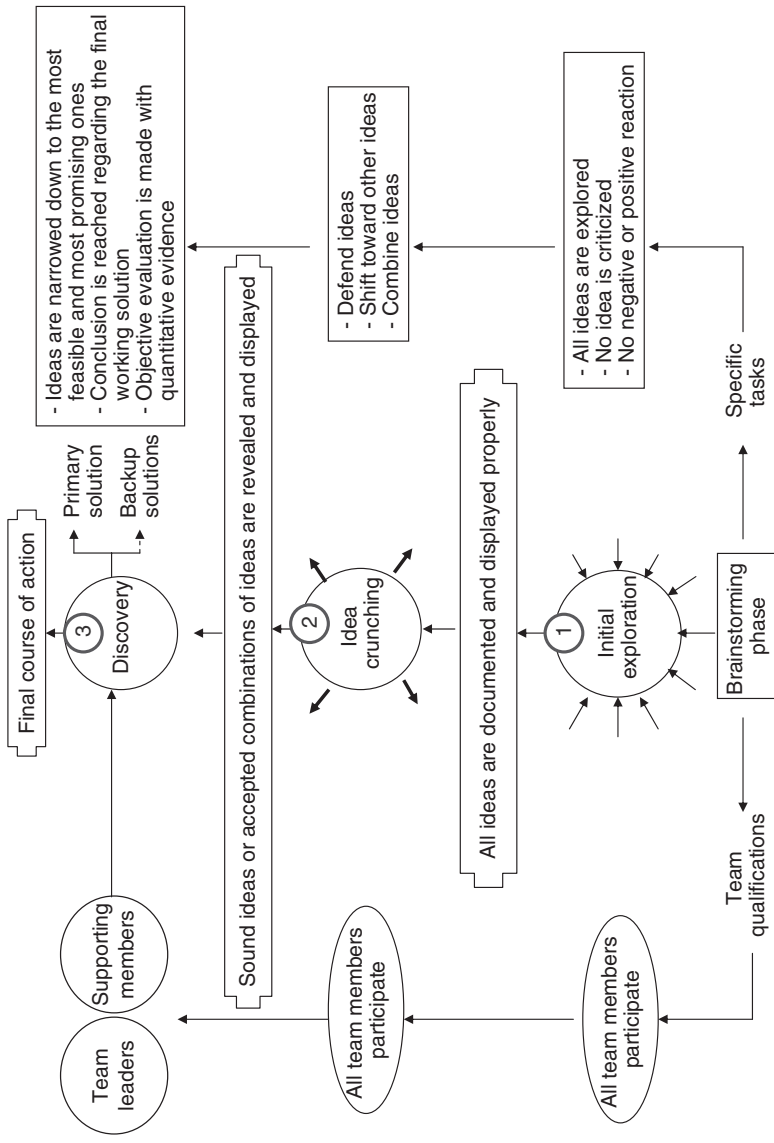 Final course of action
3
Discovery
Primary
solution
Backup
solutions
Team
leaders
Supporting
members
- Ideas are narrowed down to the most
feasible and most promising ones
- Conclusion is reached regarding the final
working solution
- Objective evaluation is made with
quantitative evidence
Sound ideas or accepted combinations of ideas are revealed and displayed
All team members
participate
2
Idea
crunching
- Defend ideas
- Shift toward other ideas
- Combine ideas
All ideas are documented and displayed properly
All team members
participate
1
Initial
exploration
- All ideas are explored
- No idea is criticized
- No negative or positive reaction
Team
qualifications
Brainstorming
phase
Specific
tasks